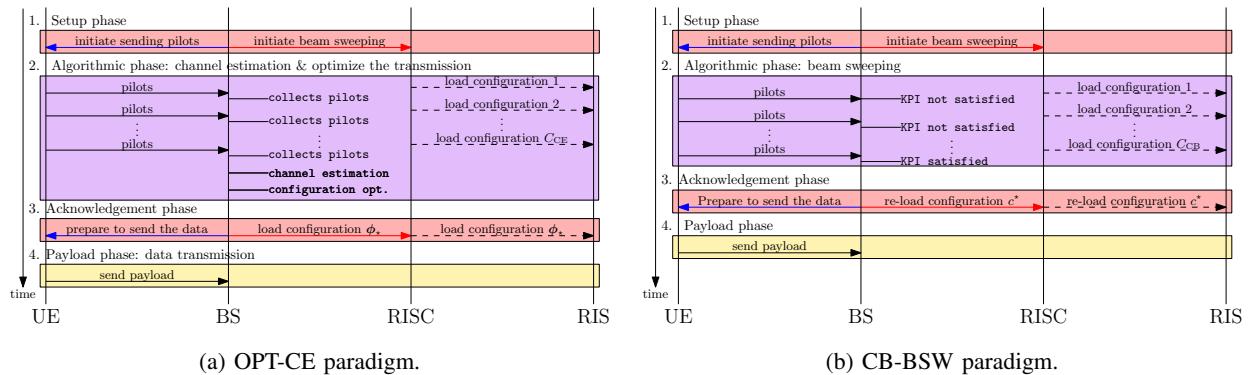 1. Setup phase
initiate sending pilots
initiate beam sweeping
2. Algorithmic phase: channel estimation & optimize the transmission
load configuration 1
pilots
collects pilots
load configuration 2
pilots
collects pilots
load configuration C_CE
pilots
collects pilots
channel estimation
configuration opt.
3. Acknowledgement phase
prepare to send the data
load configuration ϕ⋆
load configuration ϕ⋆
4. Payload phase: data transmission
send payload
time
UE
BS
RISC
RIS
(a) OPT-CE paradigm.
1. Setup phase
initiate sending pilots
initiate beam sweeping
2. Algorithmic phase: beam sweeping
load configuration 1
pilots
KPI not satisfied
load configuration 2
pilots
KPI not satisfied
load configuration C_CB
pilots
KPI satisfied
3. Acknowledgement phase
Prepare to send the data
re-load configuration c⋆
re-load configuration c⋆
4. Payload phase
send payload
time
UE
BS
RISC
RIS
(b) CB-BSW paradigm.